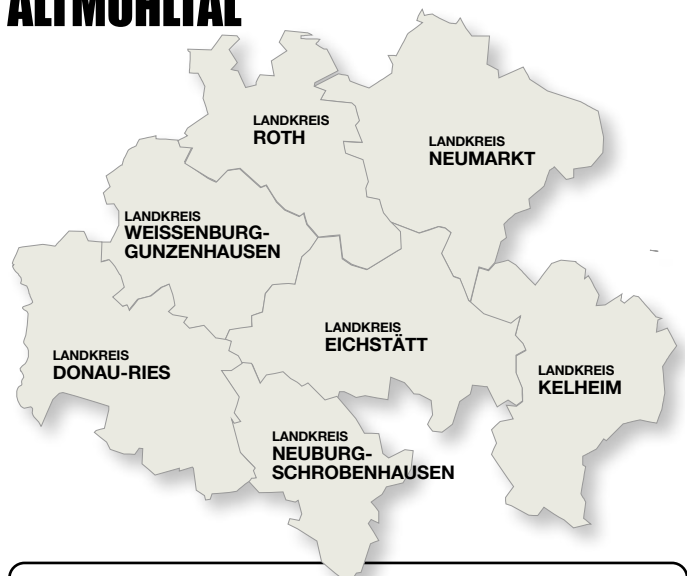 ALTMÜHLTAL
LANDKREIS
ROTH
LANDKREIS
NEUMARKT
LANDKREIS
WEISSENBURG-
GUNZENHAUSEN
LANDKREIS
EICHSTÄTT
LANDKREIS
DONAU-RIES
LANDKREIS
KELHEIM
LANDKREIS
NEUBURG-
SCHROBENHAUSEN